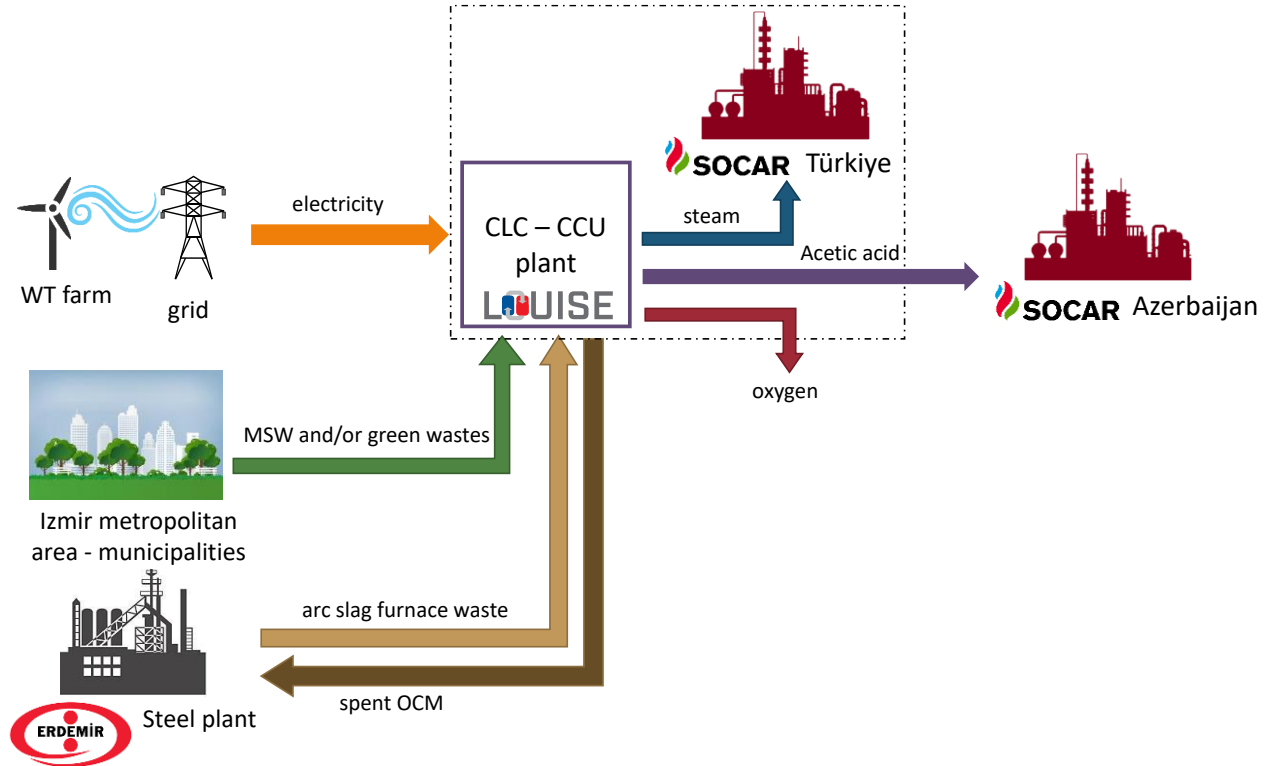 SOCAR Türkiye
electricity
CLC – CCU
plant
LOUISE
steam
Acetic acid
WT farm
grid
SOCAR Azerbaijan
oxygen
MSW and/or green wastes
Izmir metropolitan
area - municipalities
arc slag furnace waste
spent OCM
ERDEMİR
Steel plant